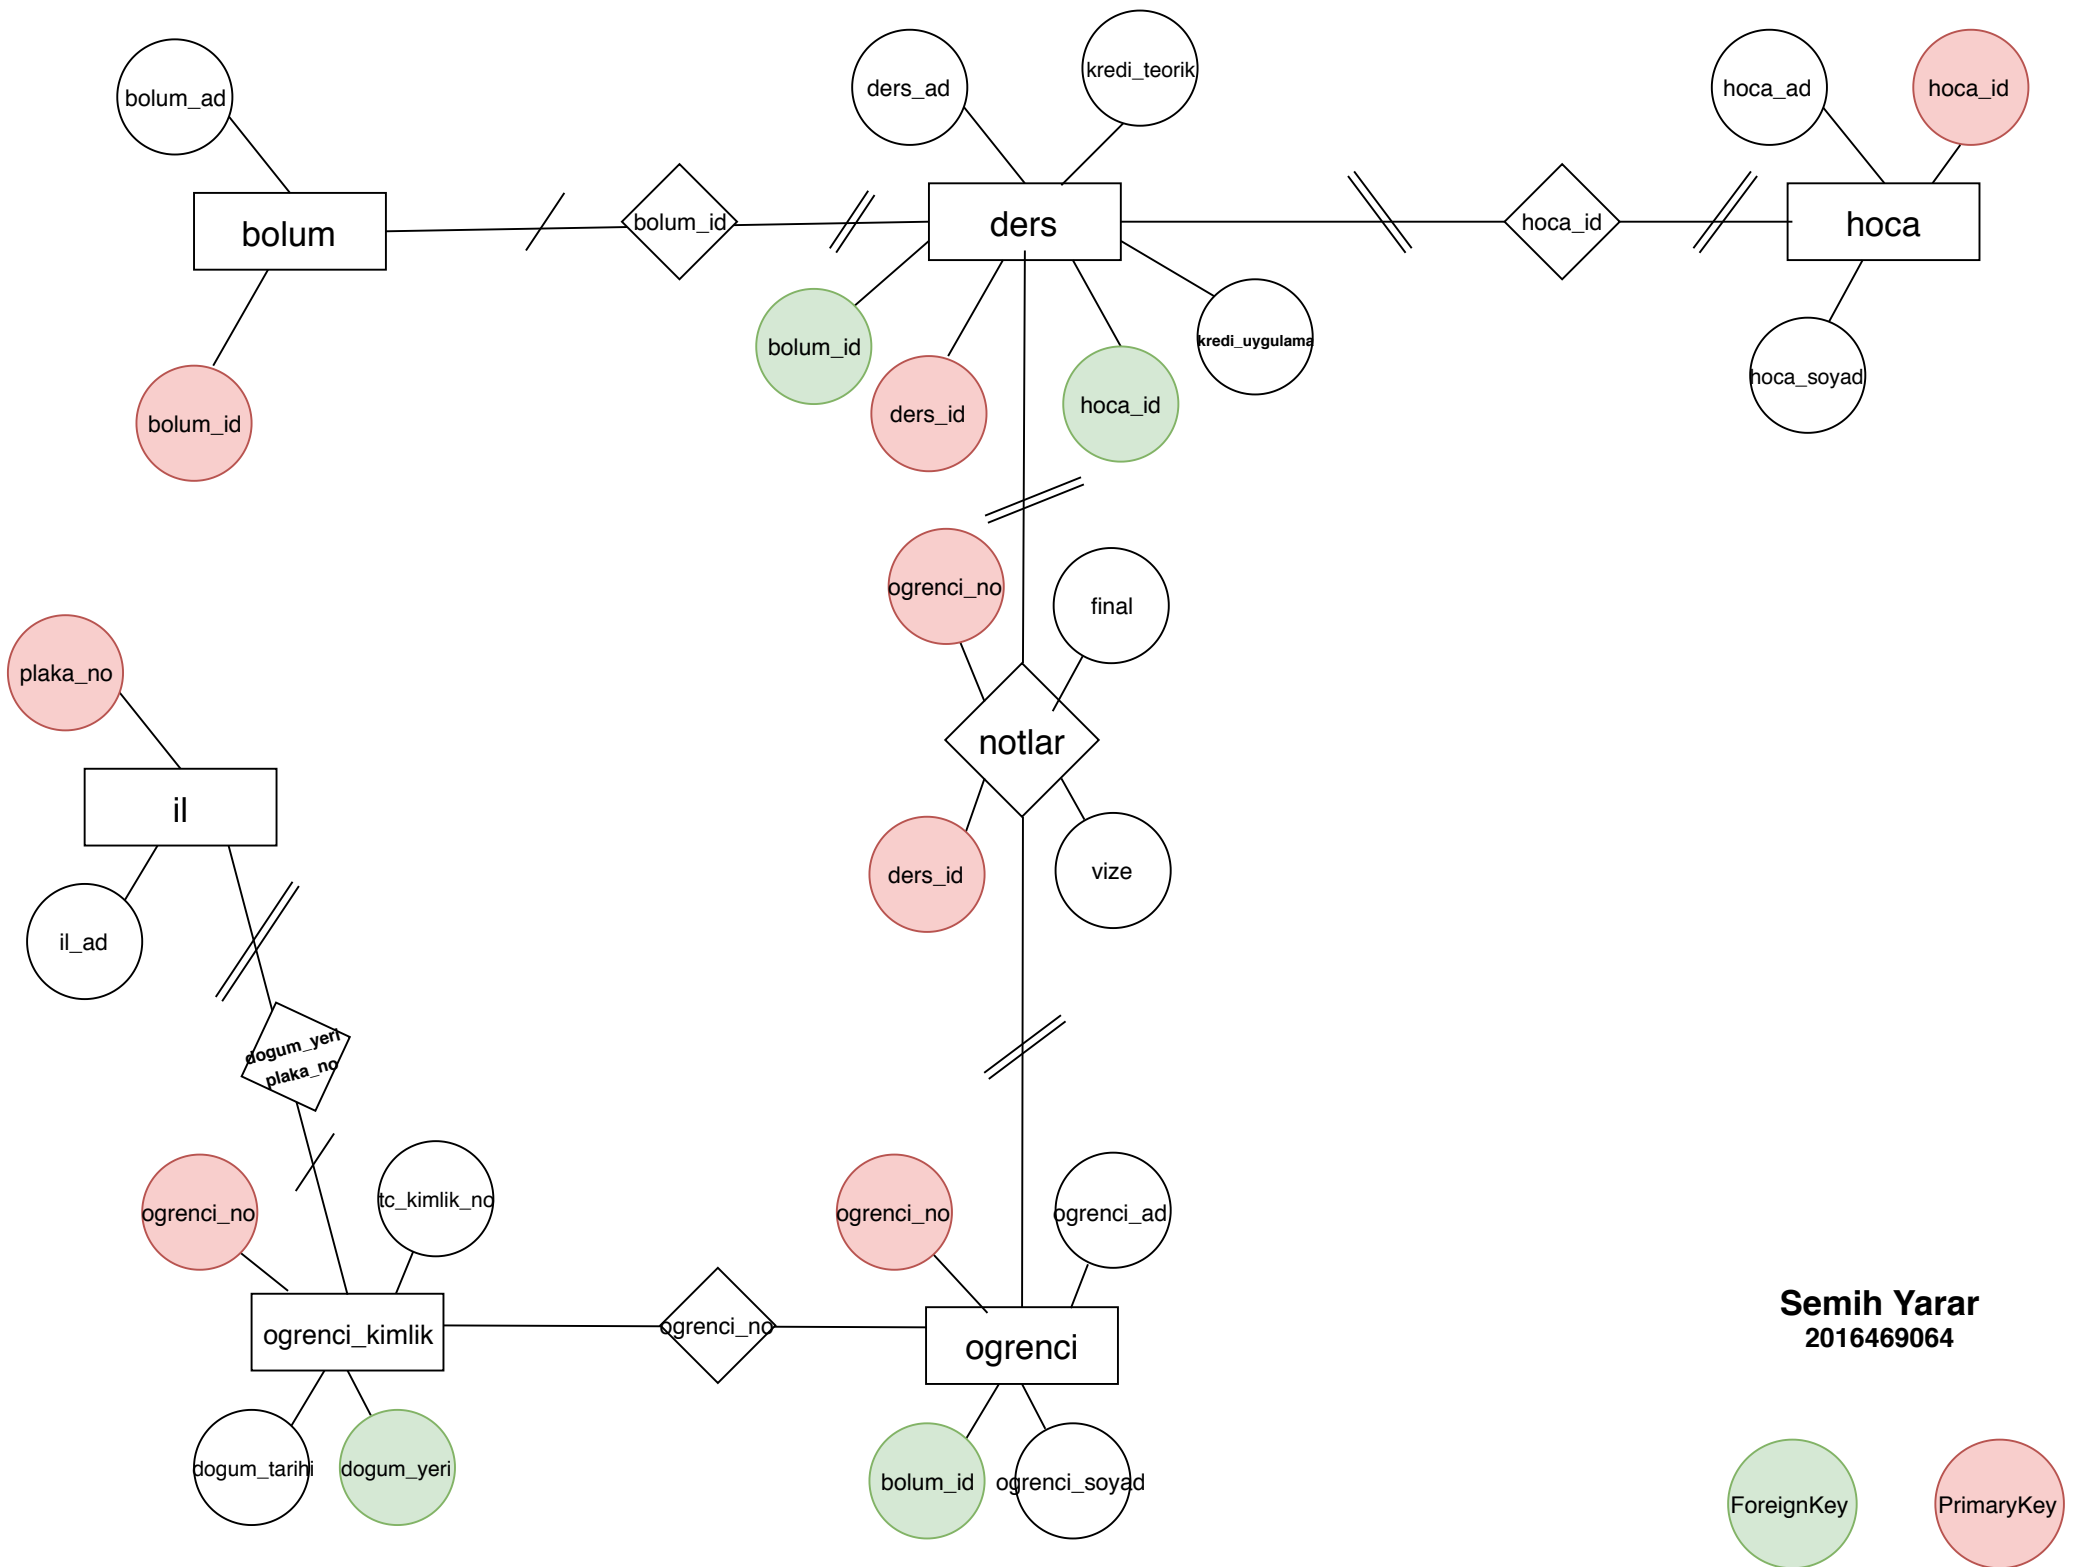 kredi_teorik
ders_ad
hoca_ad
hoca_id
bolum_ad
bolum
bolum_id
ders
hoca_id
hoca
bolum_id
ders_id
hoca_id
kredi_uygulama
hoca_soyad
bolum_id
ogrenci_no
final
plaka_no
notlar
il
ders_id
vize
il_ad
dogum_yeri
plaka_no
ogrenci_no
tc_kimlik_no
ogrenci_no
ogrenci_ad
ogrenci_kimlik
ogrenci_no
ogrenci
Semih Yarar
2016469064
dogum_tarihi
dogum_yeri
bolum_id
ogrenci_soyad
ForeignKey
PrimaryKey